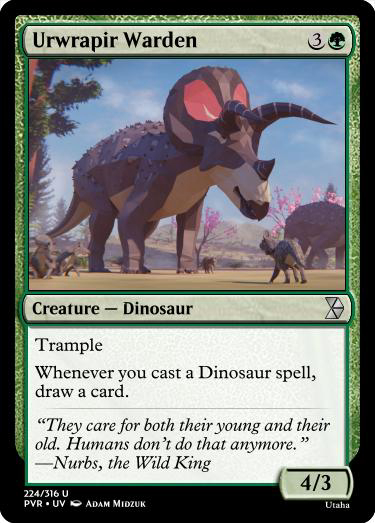 Urwrapir Warden 3
Creature — Dinosaur
Trample
Whenever you cast a Dinosaur spell,
draw a card.
“They care for both their young and their
old. Humans don’t do that anymore.”
—Nurbs, the Wild King
4/3
224/316 U
PVR • UV Adam Midzuk
Utaha